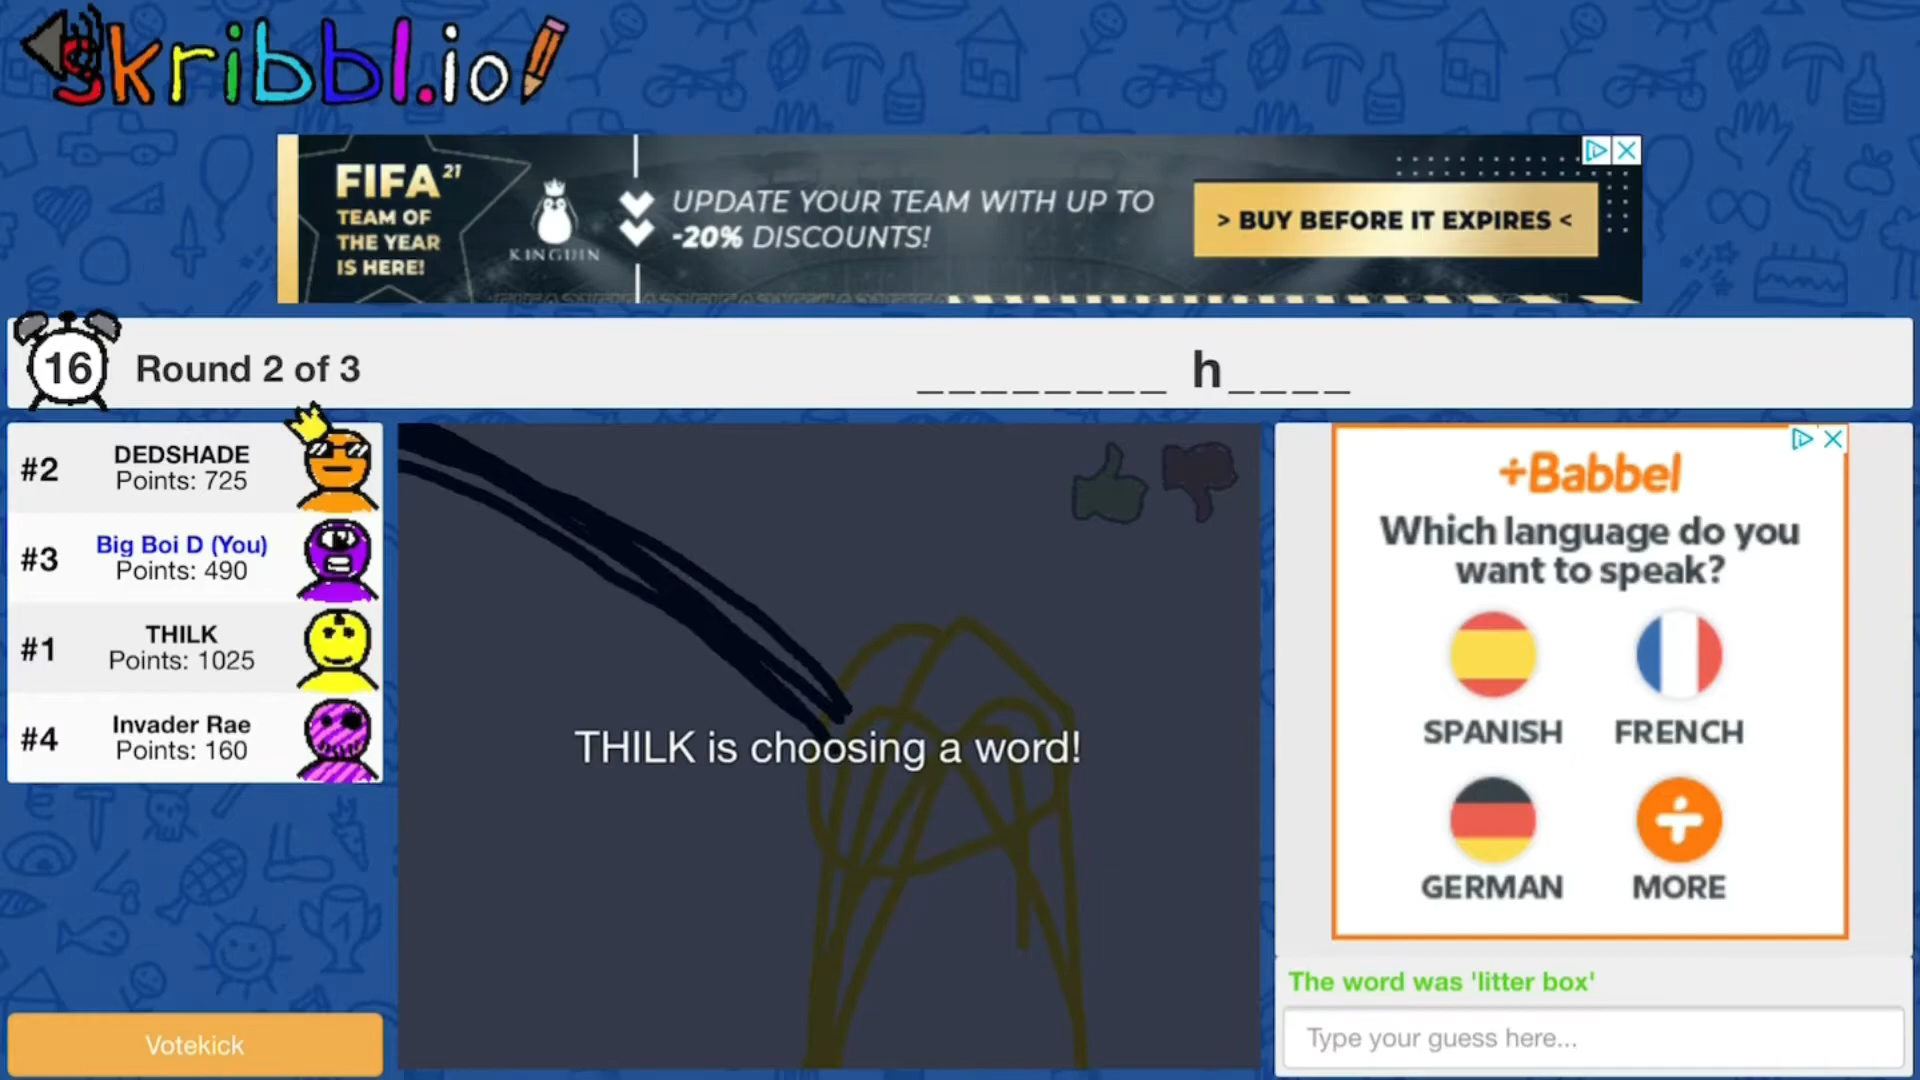 skribbl.io
FIFA 21
TEAM OF
THE YEAR
IS HERE!
KINGUIN
UPDATE YOUR TEAM WITH UP TO
-20% DISCOUNTS!
> BUY BEFORE IT EXPIRES <
16
Round 2 of 3
________ h____
#2
DEDSHADE
Points: 725
#3
Big Boi D (You)
Points: 490
#1
THILK
Points: 1025
#4
Invader Rae
Points: 160
Votekick
THILK is choosing a word!
+Babbel
Which language do you
want to speak?
SPANISH
FRENCH
GERMAN
MORE
The word was 'litter box'
Type your guess here...